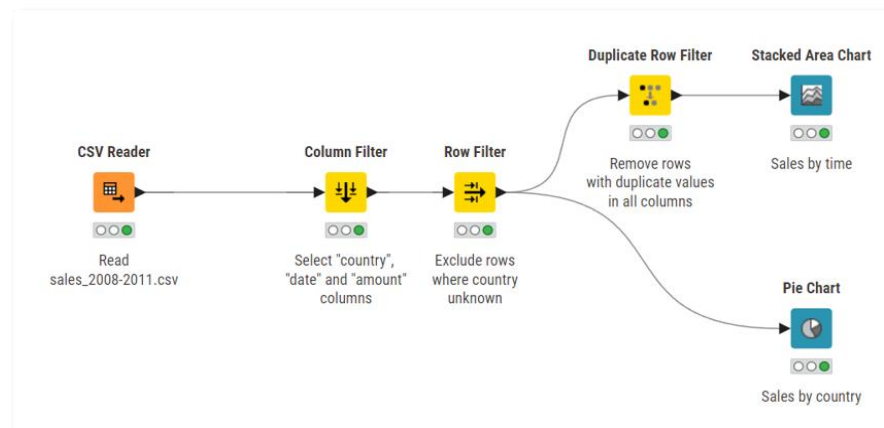 Duplicate Row Filter
Stacked Area Chart
Remove rows
with duplicate values
in all columns
Sales by time
CSV Reader
Column Filter
Row Filter
Read
sales_2008-2011.csv
Select "country",
"date" and "amount"
columns
Exclude rows
where country
unknown
Pie Chart
Sales by country